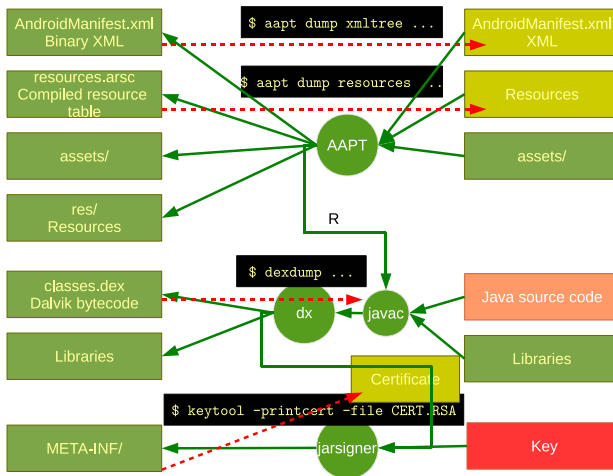 AndroidManifest.xml
Binary XML
$ aapt dump xmltree ...
AndroidManifest.xml
XML
resources.arsc
Compiled resource
table
$ aapt dump resources ...
Resources
assets/
AAPT
assets/
res/
Resources
R
$ dexdump ...
classes.dex
Dalvik bytecode
dx
javac
Java source code
Libraries
Libraries
Certificate
$ keytool -printcert -file CERT.RSA
META-INF/
jarsigner
Key